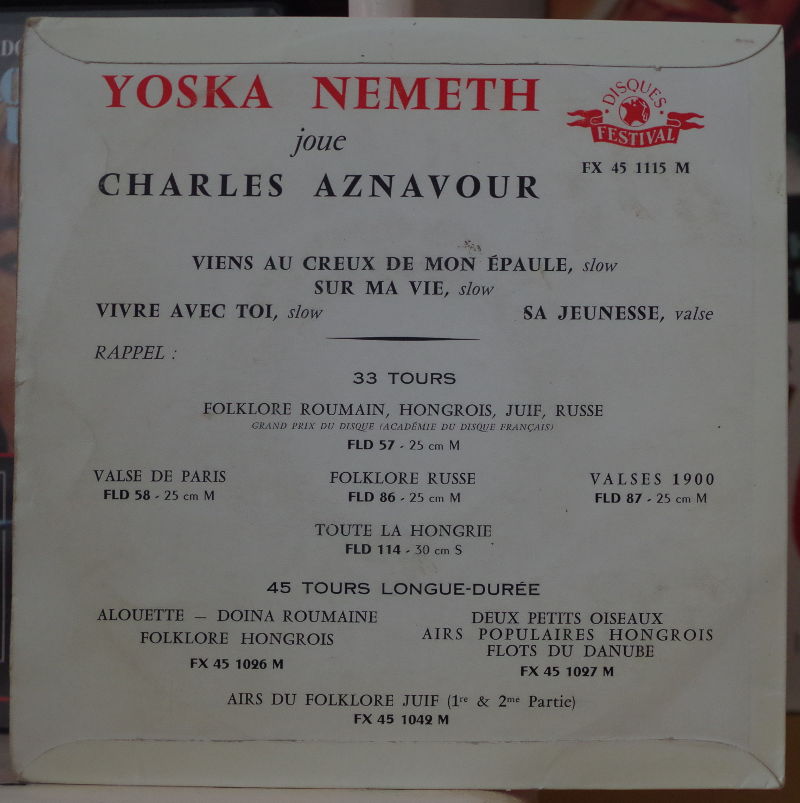 YOSKA NEMETH
joue
CHARLES AZNAVOUR
DISQUES
FESTIVAL
FX 45 1115 M
VIENS AU CREUX DE MON ÉPAULE, slow
SUR MA VIE, slow
VIVRE AVEC TOI, slow
SA JEUNESSE, valse
RAPPEL :
33 TOURS
FOLKLORE ROUMAIN, HONGROIS, JUIF, RUSSE
GRAND PRIX DU DISQUE (ACADÉMIE DU DISQUE FRANÇAIS)
FLD 57 - 25 cm M
VALSE DE PARIS
FLD 58 - 25 cm M
FOLKLORE RUSSE
FLD 86 - 25 cm M
VALSES 1900
FLD 87 - 25 cm M
TOUTE LA HONGRIE
FLD 114 - 30 cm S
45 TOURS LONGUE-DURÉE
ALOUETTE – DOINA ROUMAINE
FOLKLORE HONGROIS
FX 45 1026 M
DEUX PETITS OISEAUX
AIRS POPULAIRES HONGROIS
FLOTS DU DANUBE
FX 45 1027 M
AIRS DU FOLKLORE JUIF (1re & 2me Partie)
FX 45 1042 M